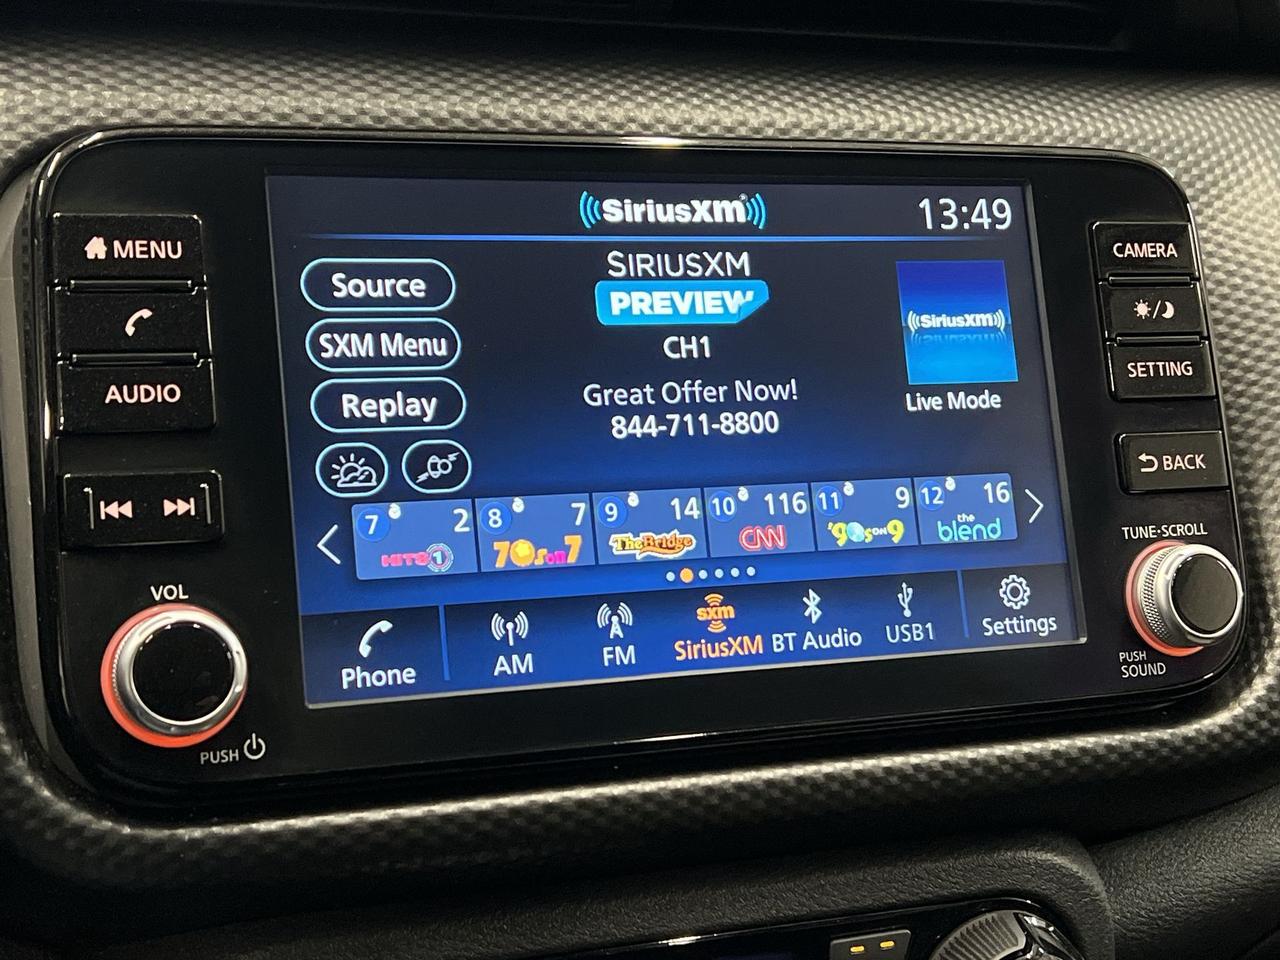 MENU
AUDIO
VOL
PUSH
((SiriusXM))
13:49
Source
SXM Menu
Replay
SIRIUSXM
PREVIEW
CH1
Great Offer Now!
844-711-8800
((SiriusXM))
Live Mode
7 2
HITS 1
8 7
70s on 7
9 14
The Bridge
10 116
CNN
11 9
'90s ON 9
12 16
the
blend
Phone
AM
FM
sxm
SiriusXM
BT Audio
USB1
Settings
CAMERA
SETTING
BACK
TUNE·SCROLL
PUSH
SOUND